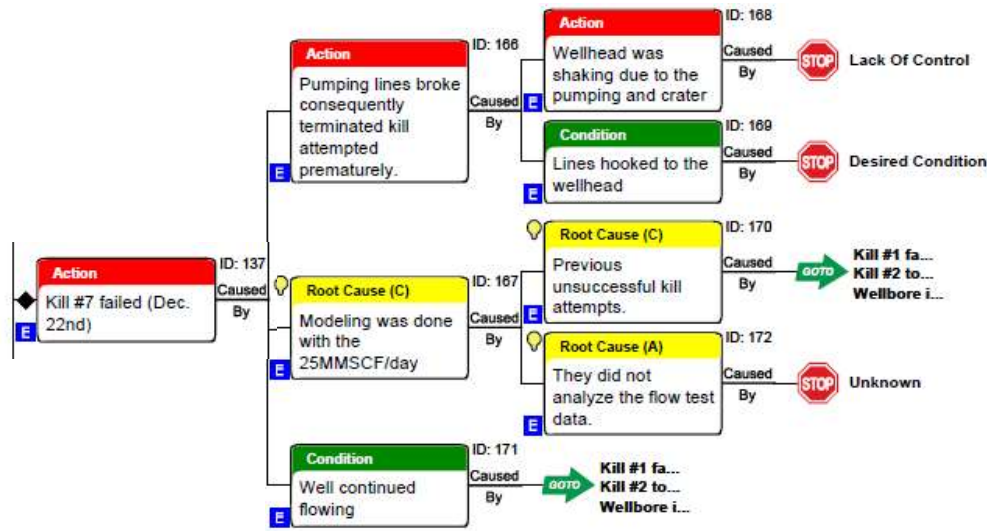 Action
ID: 137
Kill #7 failed (Dec.
22nd)
E
Caused
By
Action
ID: 166
Pumping lines broke
consequently
terminated kill
attempted
prematurely.
E
Caused
By
Action
ID: 168
Wellhead was
shaking due to the
pumping and crater
E
Caused
By
STOP
Lack Of Control
Condition
ID: 169
Lines hooked to the
wellhead
E
Caused
By
STOP
Desired Condition
Root Cause (C)
ID: 167
Modeling was done
with the
25MMSCF/day
E
Caused
By
Root Cause (C)
ID: 170
Previous
unsuccessful kill
attempts.
E
Caused
By
GOTO
Kill #1 fa...
Kill #2 to...
Wellbore i...
Root Cause (A)
ID: 172
They did not
analyze the flow test
data.
E
Caused
By
STOP
Unknown
Condition
ID: 171
Well continued
flowing
E
Caused
By
GOTO
Kill #1 fa...
Kill #2 to...
Wellbore i...